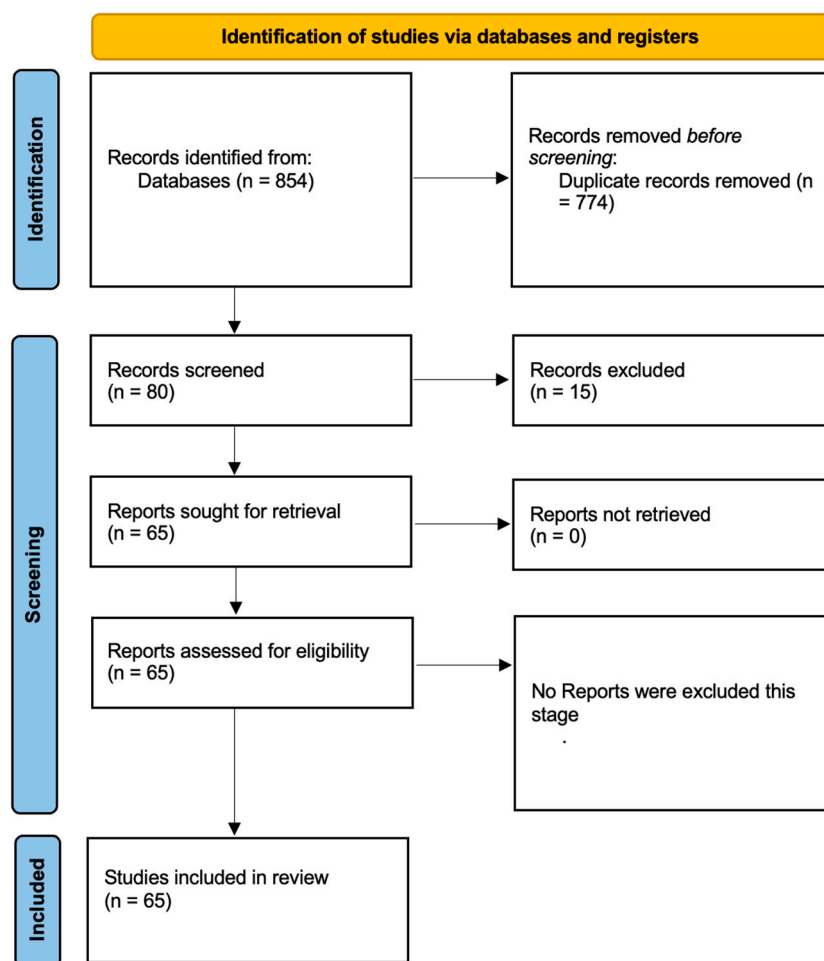 Identification of studies via databases and registers
Identification
Records identified from:
Databases (n = 854)
Records removed before
screening:
Duplicate records removed (n
= 774)
Screening
Records screened
(n = 80)
Records excluded
(n = 15)
Reports sought for retrieval
(n = 65)
Reports not retrieved
(n = 0)
Reports assessed for eligibility
(n = 65)
No Reports were excluded this
stage
.
Included
Studies included in review
(n = 65)